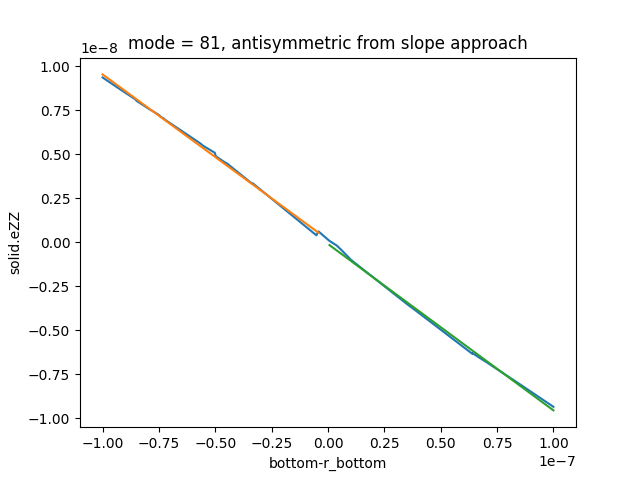 mode = 81, antisymmetric from slope approach
1e−8
1.00
0.75
0.50
0.25
0.00
−0.25
−0.50
−0.75
−1.00
solid.eZZ
−1.00 −0.75 −0.50 −0.25 0.00 0.25 0.50 0.75 1.00
bottom-r_bottom
1e−7